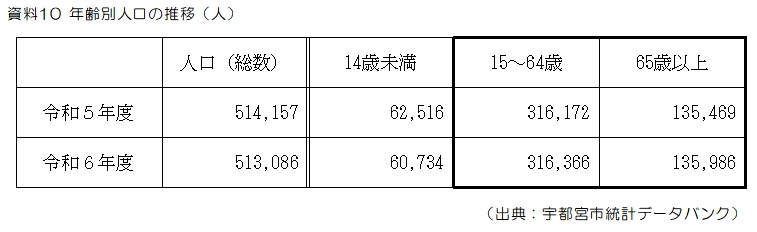 資料10 年齢別人口の推移（人）
人口（総数） 14歳未満 15～64歳 65歳以上
令和５年度 514,157 62,516 316,172 135,469
令和６年度 513,086 60,734 316,366 135,986
（出典：宇都宮市統計データバンク）